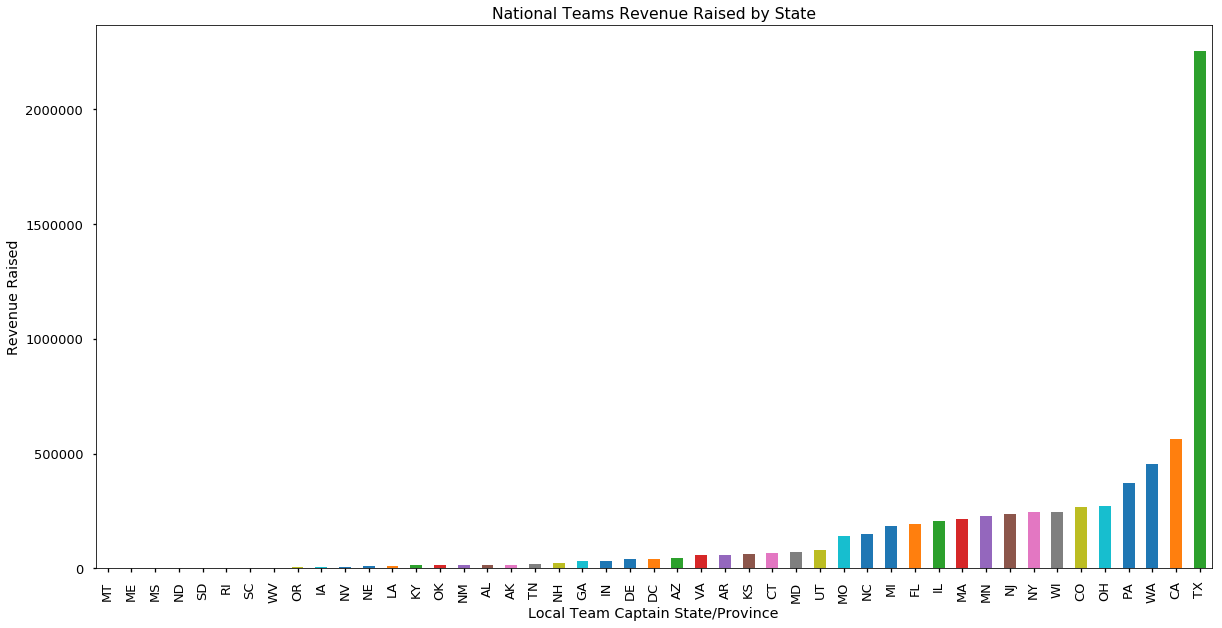 National Teams Revenue Raised by State
Revenue Raised
2000000
1500000
1000000
500000
0
MT ME MS ND SD RI SC WV OR IA NV NE LA KY OK NM AL AK TN NH GA IN DE DC AZ VA AR KS CT MD UT MO NC MI FL IL MA MN NJ NY WI CO OH PA WA CA TX
Local Team Captain State/Province